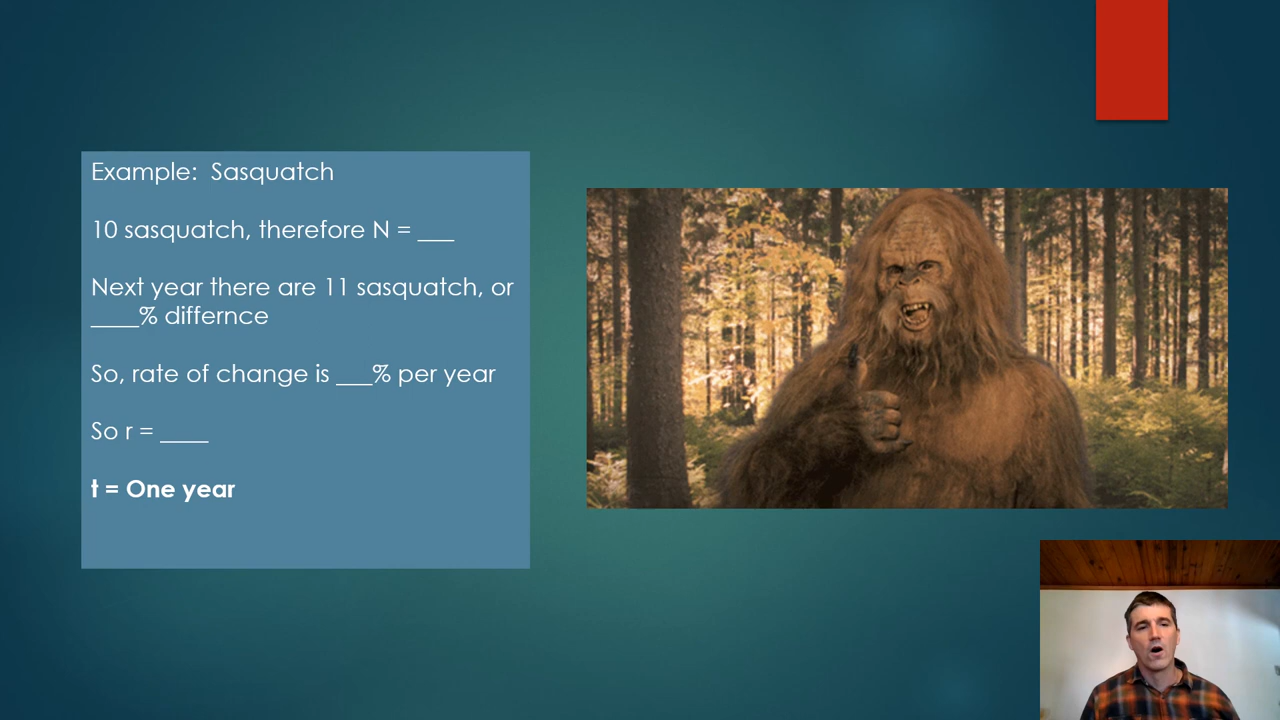 Example:  Sasquatch
10 sasquatch, therefore N = ___
Next year there are 11 sasquatch, or
____% differnce
So, rate of change is ___% per year
So r = ____
t = One year